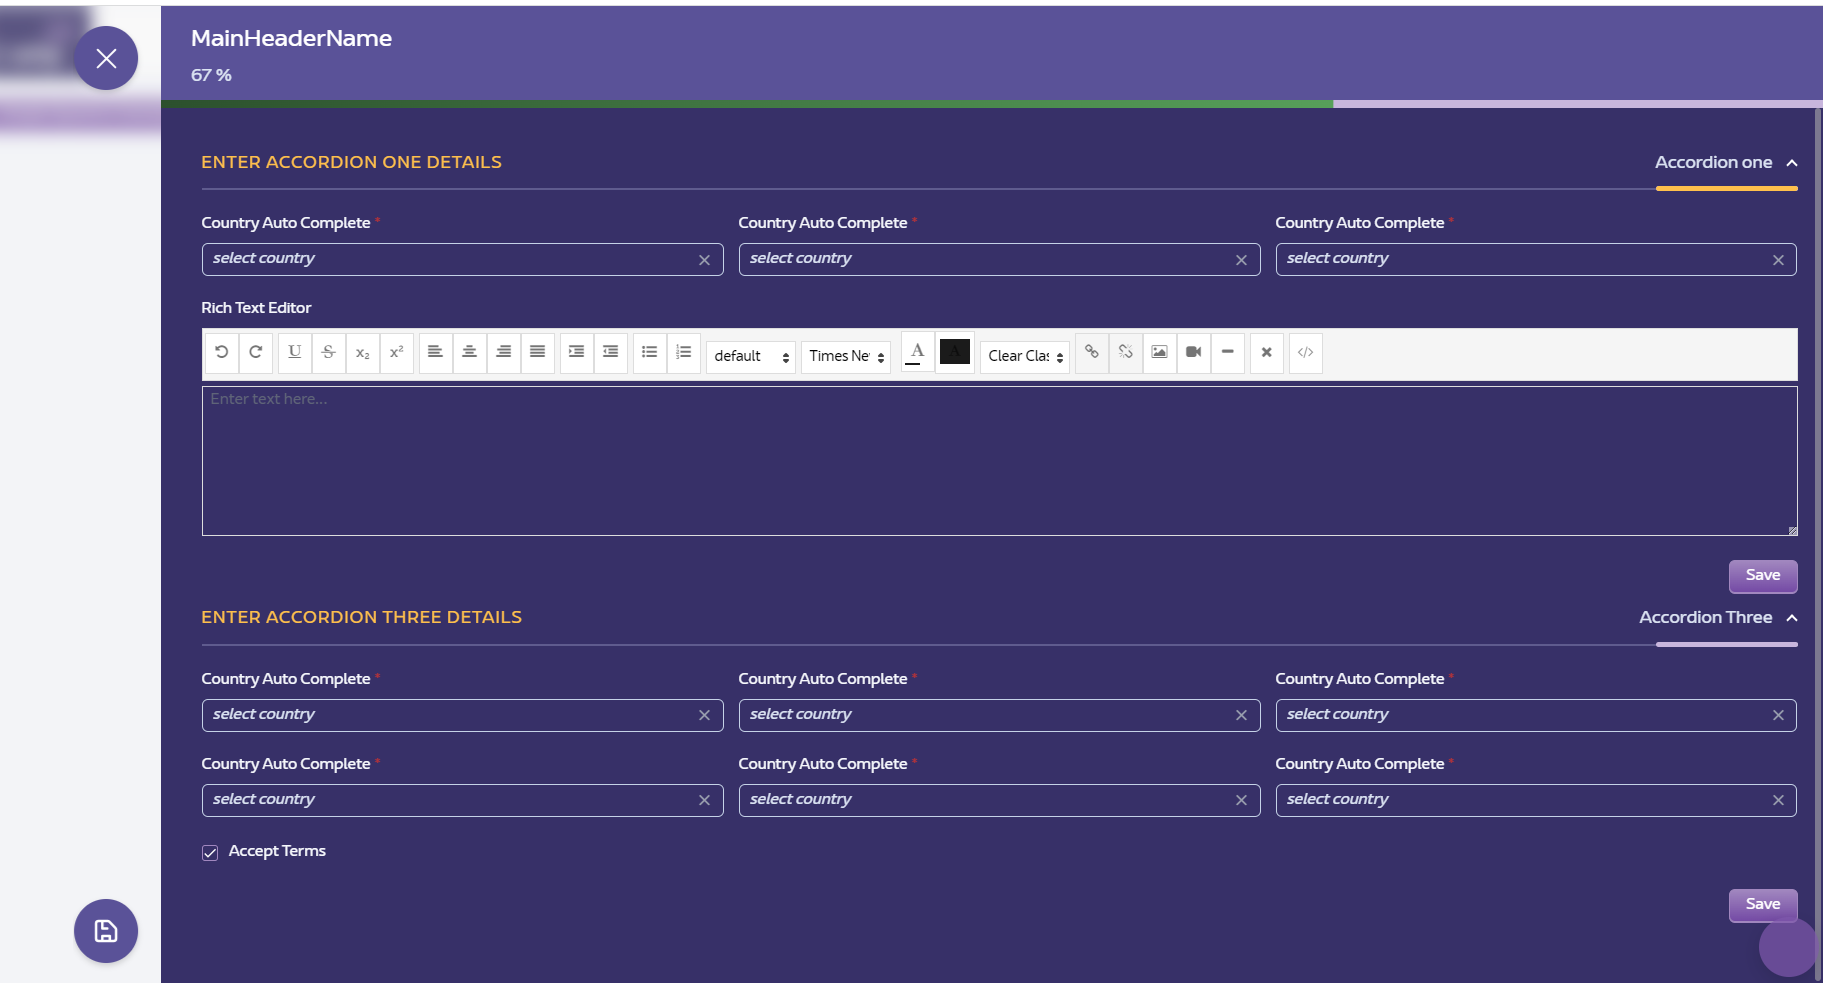 MainHeaderName
67 %
ENTER ACCORDION ONE DETAILS Accordion one
Country Auto Complete * Country Auto Complete * Country Auto Complete *
select country select country select country
Rich Text Editor
U S x₂ x² default Times Ne A A Clear Clas </>
Enter text here...
Save
ENTER ACCORDION THREE DETAILS Accordion Three
Country Auto Complete * Country Auto Complete * Country Auto Complete *
select country select country select country
Country Auto Complete * Country Auto Complete * Country Auto Complete *
select country select country select country
Accept Terms
Save